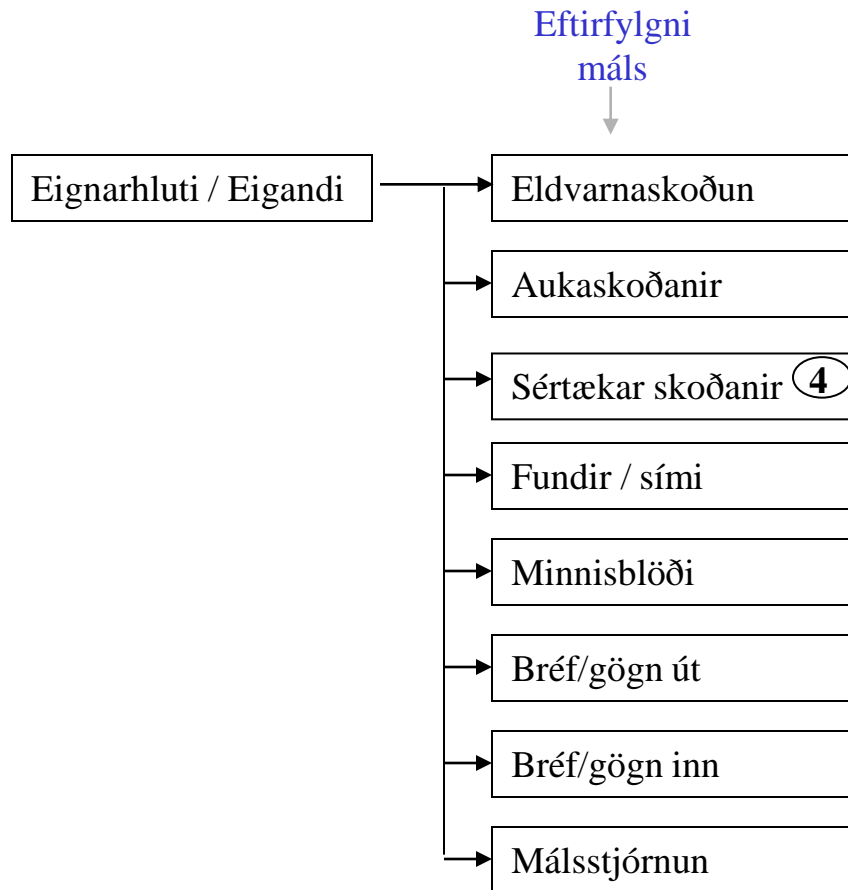 Eftirfylgni
máls
Eignarhluti / Eigandi
Eldvarnaskoðun
Aukaskoðanir
Sértækar skoðanir 4
Fundir / sími
Minnisblöði
Bréf/gögn út
Bréf/gögn inn
Málsstjórnun